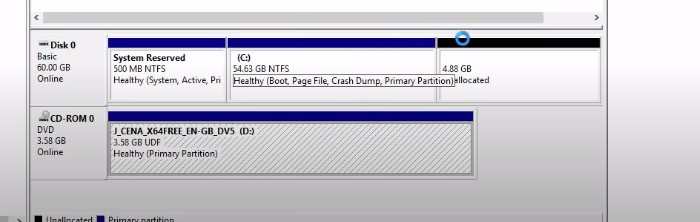 Disk 0
Basic
60.00 GB
Online
System Reserved
500 MB NTFS
Healthy (System, Active, Pri
(C:)
54.63 GB NTFS
Healthy (Boot, Page File, Crash Dump, Primary Partition)
4.88 GB
allocated
CD-ROM 0
DVD
3.58 GB
Online
J_CENA_X64FREE_EN-GB_DV5 (D:)
3.58 GB UDF
Healthy (Primary Partition)
Unallocated
Primary partition